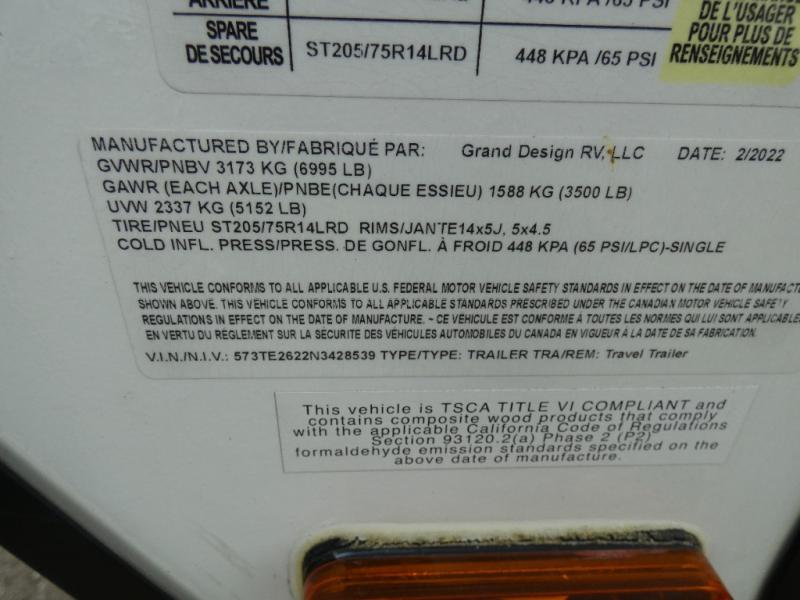 ARRIÈRE 448 KPA /65 PSI
SPARE
DE SECOURS ST205/75R14LRD 448 KPA /65 PSI
DE L'USAGER
POUR PLUS DE
RENSEIGNEMENTS
MANUFACTURED BY/FABRIQUÉ PAR: Grand Design RV, LLC DATE: 2/2022
GVWR/PNBV 3173 KG (6995 LB)
GAWR (EACH AXLE)/PNBE(CHAQUE ESSIEU) 1588 KG (3500 LB)
UVW 2337 KG (5152 LB)
TIRE/PNEU ST205/75R14LRD RIMS/JANTE14x5J, 5x4.5
COLD INFL. PRESS/PRESS. DE GONFL. À FROID 448 KPA (65 PSI/LPC)-SINGLE
THIS VEHICLE CONFORMS TO ALL APPLICABLE U.S. FEDERAL MOTOR VEHICLE SAFETY STANDARDS IN EFFECT ON THE DATE OF MANUFACT
SHOWN ABOVE. THIS VEHICLE CONFORMS TO ALL APPLICABLE STANDARDS PRESCRIBED UNDER THE CANADIAN MOTOR VEHICLE SAFETY
REGULATIONS IN EFFECT ON THE DATE OF MANUFACTURE. ~ CE VÉHICULE EST CONFORME À TOUTES LES NORMES QUI LUI SONT APPLICABLE
EN VERTU DU RÈGLEMENT SUR LA SÉCURITE DES VÉHICULES AUTOMOBILES DU CANADA EN VIGUEUR À LA DATE DE SA FABRICATION.
V.I.N./N.I.V.: 573TE2622N3428539 TYPE/TYPE: TRAILER TRA/REM: Travel Trailer
This vehicle is TSCA TITLE VI COMPLIANT and
contains composite wood products that comply
with the applicable California Code of Regulations
Section 93120.2(a) Phase 2 (P2)
formaldehyde emission standards specified on the
above date of manufacture.